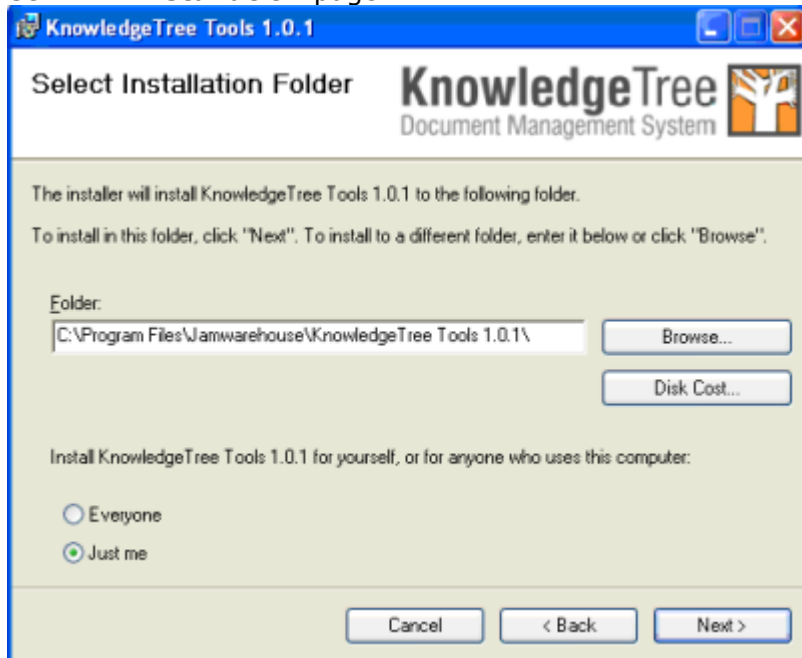 KnowledgeTree Tools 1.0.1
Select Installation Folder
KnowledgeTree
Document Management System
The installer will install KnowledgeTree Tools 1.0.1 to the following folder.
To install in this folder, click "Next". To install to a different folder, enter it below or click "Browse".
Folder:
C:\Program Files\Jamwarehouse\KnowledgeTree Tools 1.0.1\
Browse...
Disk Cost...
Install KnowledgeTree Tools 1.0.1 for yourself, or for anyone who uses this computer:
Everyone
Just me
Cancel
< Back
Next >